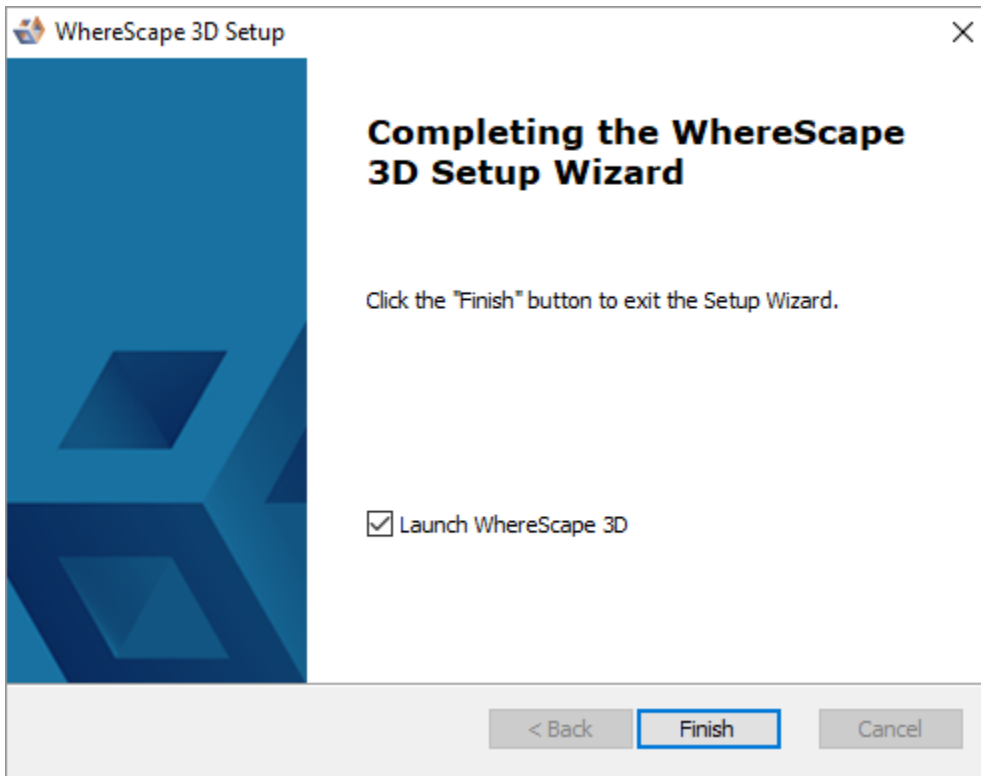 WhereScape 3D Setup
Completing the WhereScape
3D Setup Wizard
Click the "Finish" button to exit the Setup Wizard.
Launch WhereScape 3D
< Back Finish Cancel